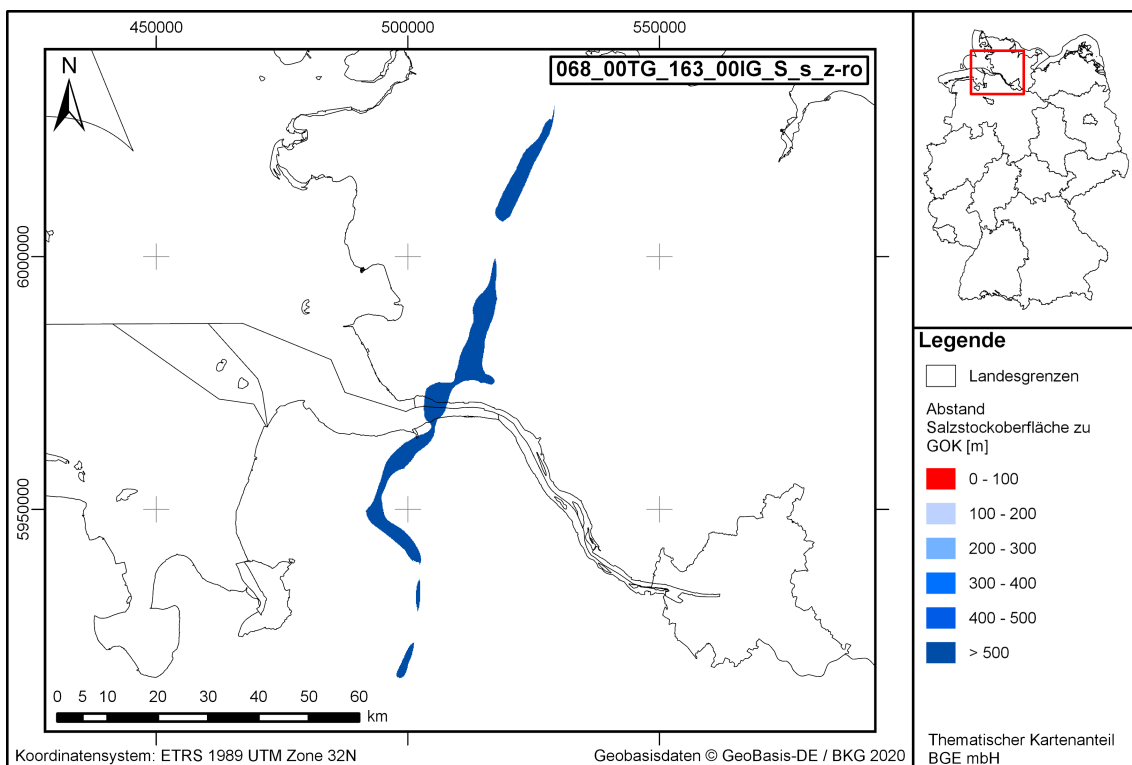 450000
500000
550000
068_00TG_163_00IG_S_s_z-ro
N
6000000
5950000
0 5 10 20 30 40 50 60
km
Koordinatensystem: ETRS 1989 UTM Zone 32N
Geobasisdaten © GeoBasis-DE / BKG 2020
Legende
Landesgrenzen
Abstand
Salzstockoberfläche zu
GOK [m]
0 - 100
100 - 200
200 - 300
300 - 400
400 - 500
> 500
Thematischer Kartenanteil
BGE mbH